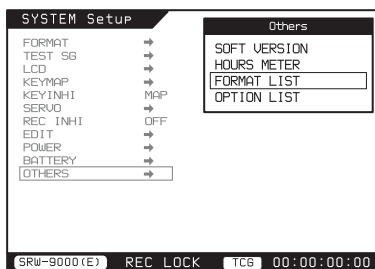 SYSTEM Setup
FORMAT ➡
TEST SG ➡
LCD ➡
KEYMAP ➡
KEYINHI MAP
SERVO ➡
REC INHI OFF
EDIT ➡
POWER ➡
BATTERY ➡
OTHERS ➡
Others
SOFT VERSION
HOURS METER
FORMAT LIST
OPTION LIST
SRW-9000(E) REC LOCK TCG 00:00:00:00